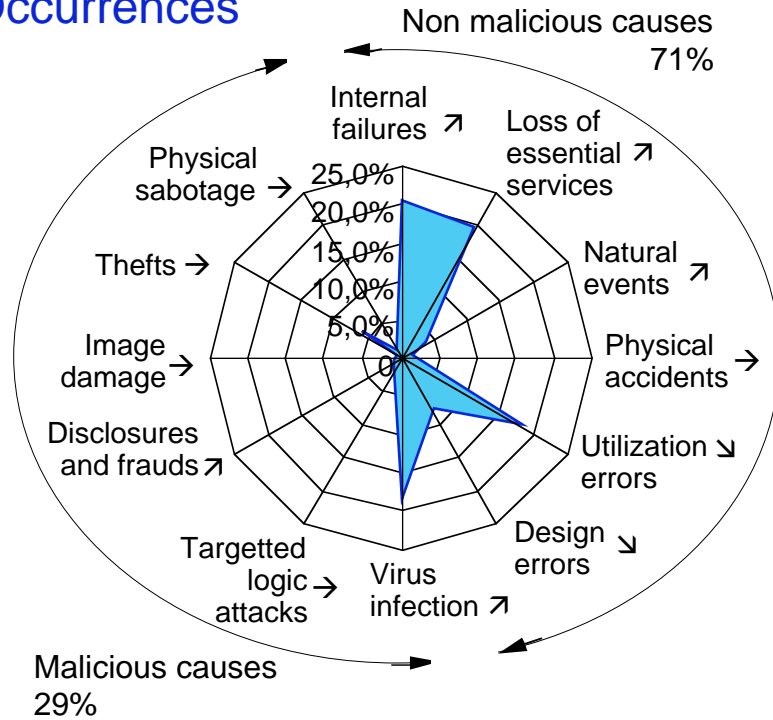 Occurrences
Non malicious causes
71%
Internal
failures ↗
Loss of
essential ↗
services
Physical
sabotage →
25,0%
20,0%
15,0%
10,0%
5,0%
0
Natural
events ↗
Thefts →
Physical
accidents →
Image
damage →
Utilization ↘
errors
Disclosures
and frauds ↗
Design
errors ↘
Targetted
logic →
attacks
Virus
infection ↗
Malicious causes
29%